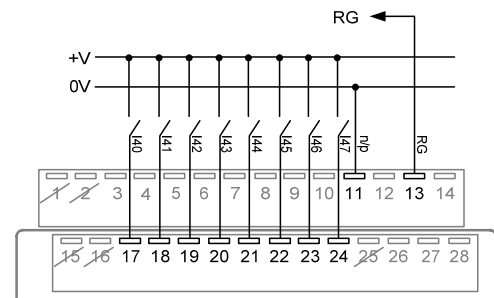 RG
+V
0V
I40 I41 I42 I43 I44 I45 I46 I47 n/p RG
1 2 3 4 5 6 7 8 9 10 11 12 13 14
15 16 17 18 19 20 21 22 23 24 25 26 27 28